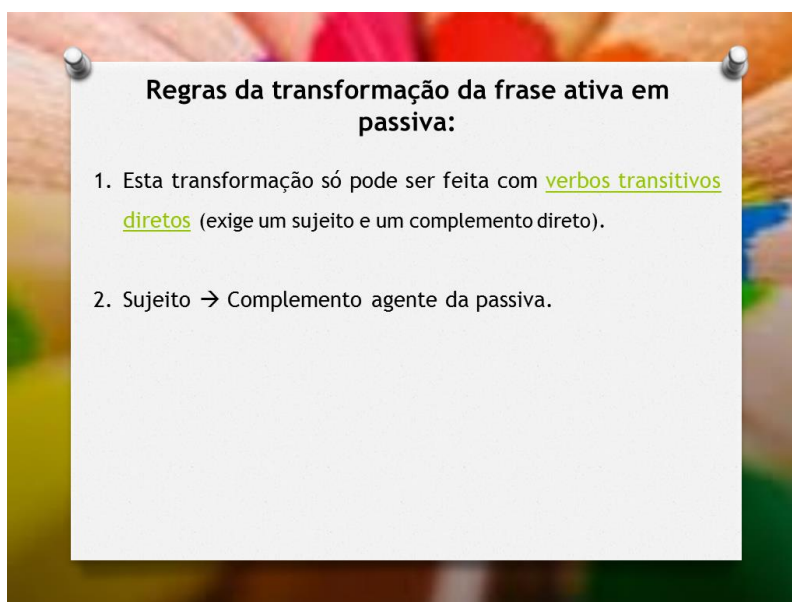 Regras da transformação da frase ativa em
passiva:
1. Esta transformação só pode ser feita com verbos transitivos
diretos (exige um sujeito e um complemento direto).
2. Sujeito → Complemento agente da passiva.